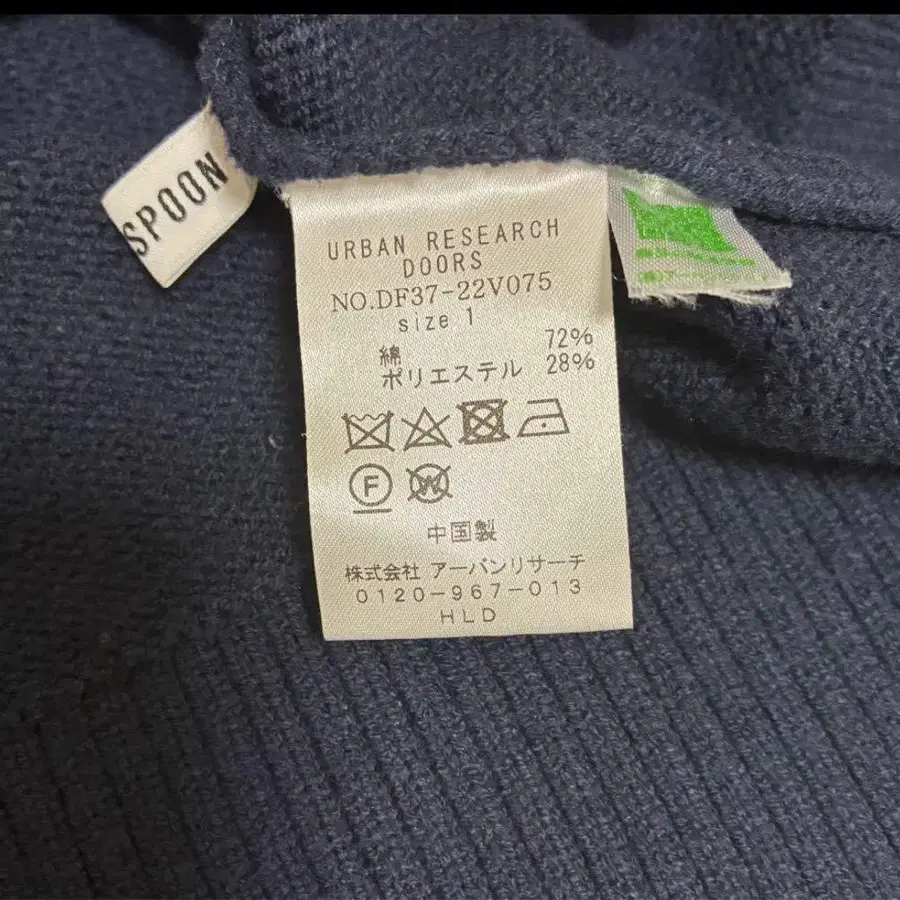 SPOON
URBAN RESEARCH
DOORS
NO.DF37-22V075
size 1
綿 72%
ポリエステル 28%
F
W
中国製
株式会社 アーバンリサーチ
0120-967-013
HLD